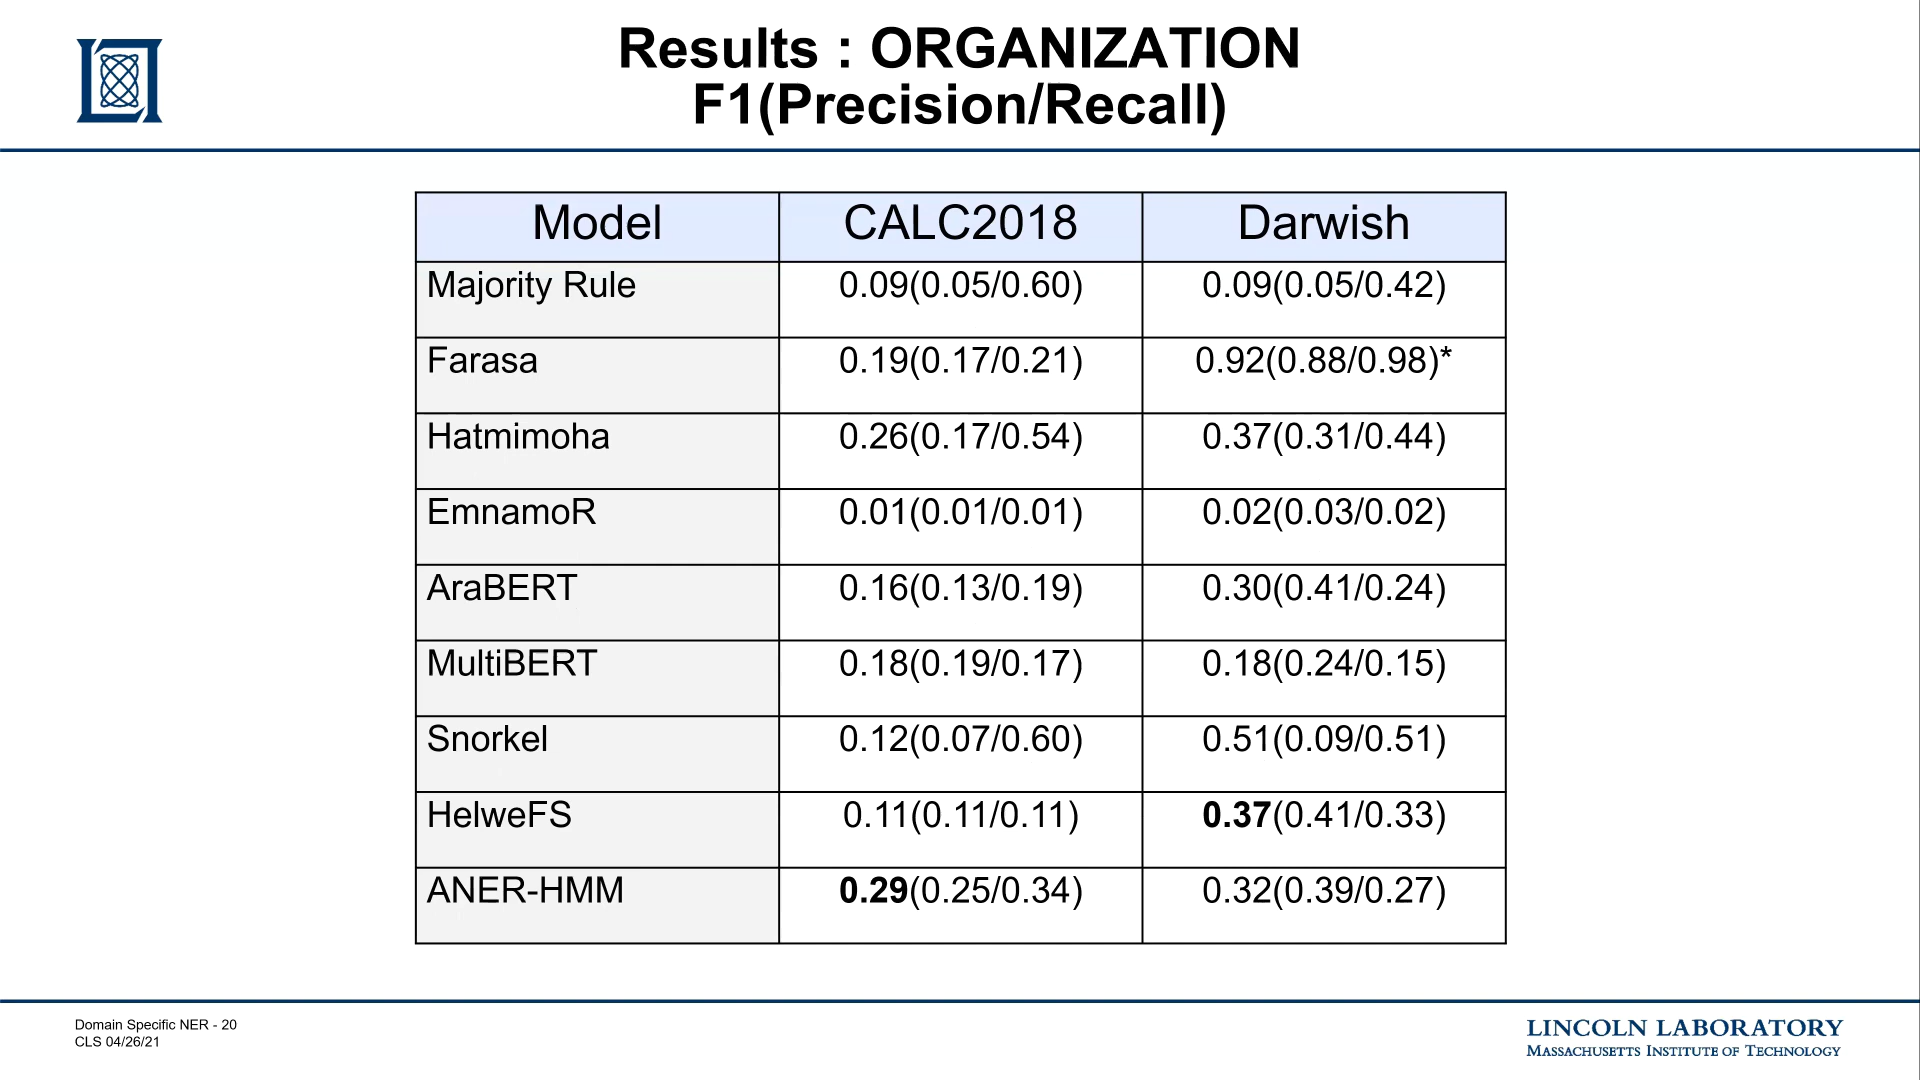 Results : ORGANIZATION
F1(Precision/Recall)
Model CALC2018 Darwish
Majority Rule 0.09(0.05/0.60) 0.09(0.05/0.42)
Farasa 0.19(0.17/0.21) 0.92(0.88/0.98)*
Hatmimoha 0.26(0.17/0.54) 0.37(0.31/0.44)
EmnamoR 0.01(0.01/0.01) 0.02(0.03/0.02)
AraBERT 0.16(0.13/0.19) 0.30(0.41/0.24)
MultiBERT 0.18(0.19/0.17) 0.18(0.24/0.15)
Snorkel 0.12(0.07/0.60) 0.51(0.09/0.51)
HelweFS 0.11(0.11/0.11) 0.37(0.41/0.33)
ANER-HMM 0.29(0.25/0.34) 0.32(0.39/0.27)
Domain Specific NER - 20
CLS 04/26/21
LINCOLN LABORATORY
MASSACHUSETTS INSTITUTE OF TECHNOLOGY